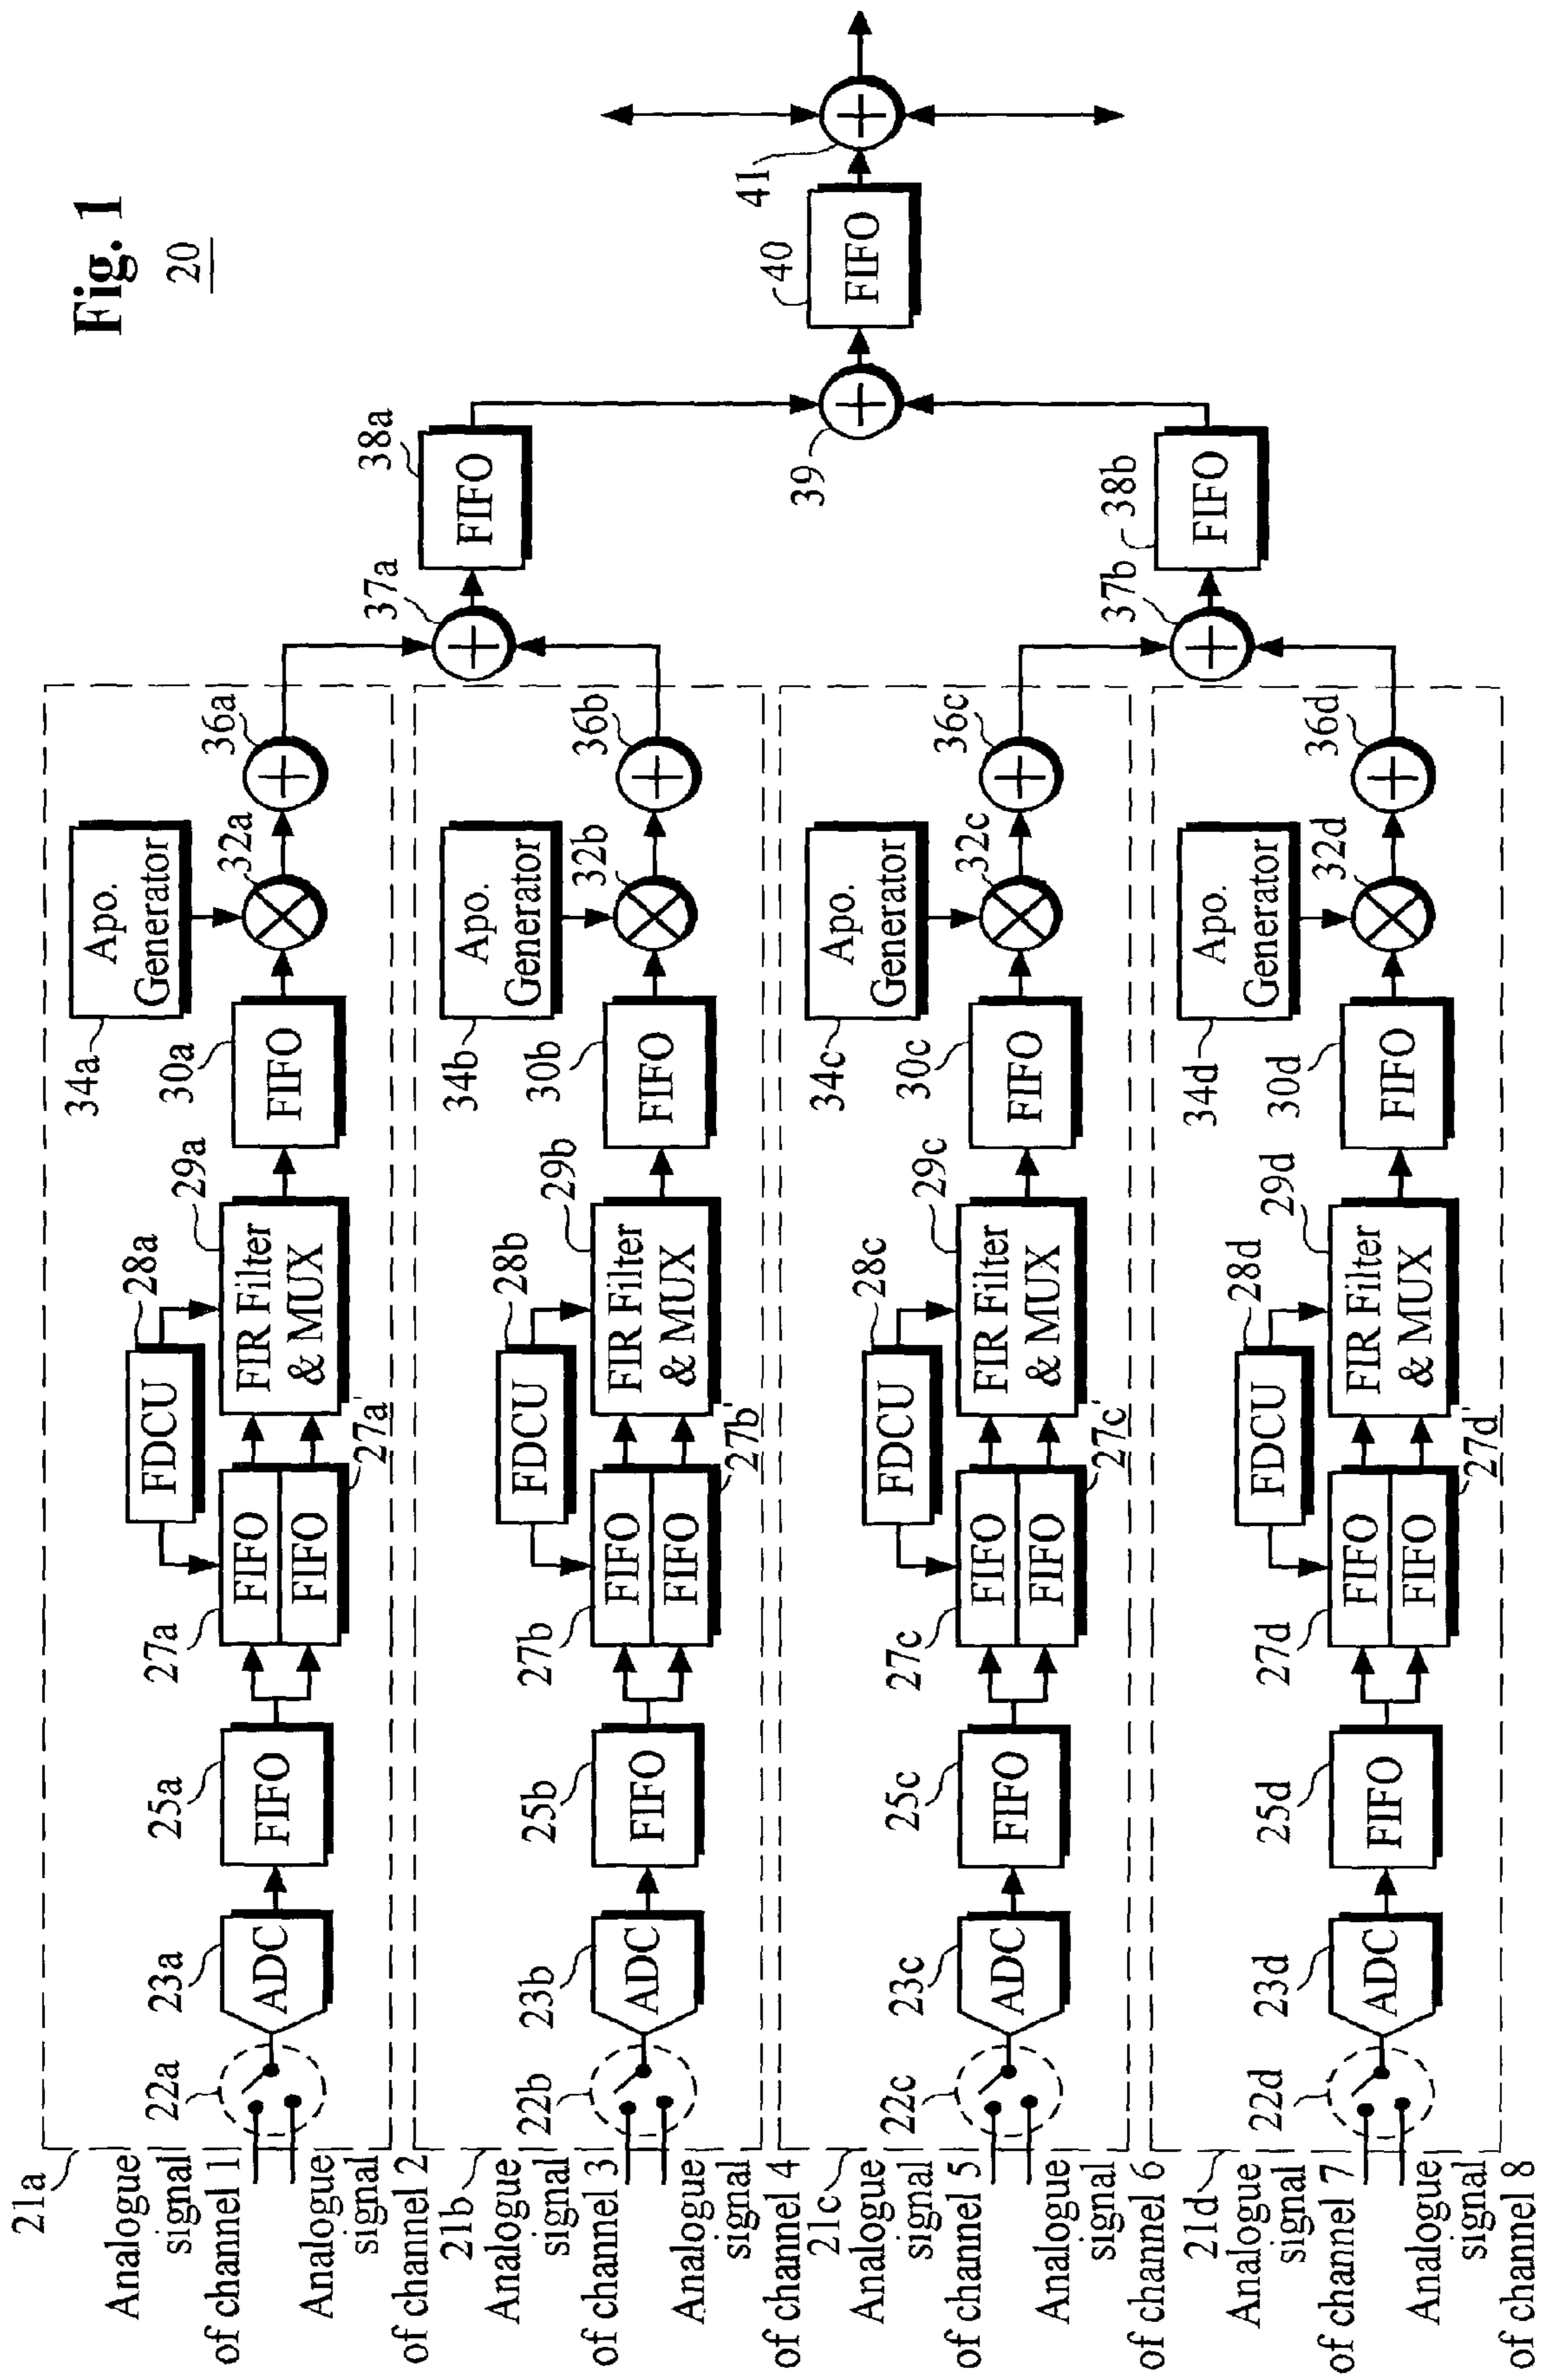 Fig. 1
20
21a
Analogue
signal
of channel 1
Analogue
signal
of channel 2
22a
23a
ADC
25a
FIFO
27a
FIFO
FIFO
27a'
FDCU
28a
29a
FIR Filter
& MUX
30a
FIFO
34a
Apo.
Generator
32a
36a
21b
Analogue
signal
of channel 3
Analogue
signal
of channel 4
22b
23b
ADC
25b
FIFO
27b
FIFO
FIFO
27b'
FDCU
28b
29b
FIR Filter
& MUX
30b
FIFO
34b
Apo.
Generator
32b
36b
21c
Analogue
signal
of channel 5
Analogue
signal
of channel 6
22c
23c
ADC
25c
FIFO
27c
FIFO
FIFO
27c'
FDCU
28c
29c
FIR Filter
& MUX
30c
FIFO
34c
Apo.
Generator
32c
36c
21d
Analogue
signal
of channel 7
Analogue
signal
of channel 8
22d
23d
ADC
25d
FIFO
27d
FIFO
FIFO
27d'
FDCU
28d
29d
FIR Filter
& MUX
30d
FIFO
34d
Apo.
Generator
32d
36d
37a
38a
FIFO
37b
38b
FIFO
39
40
FIFO
41